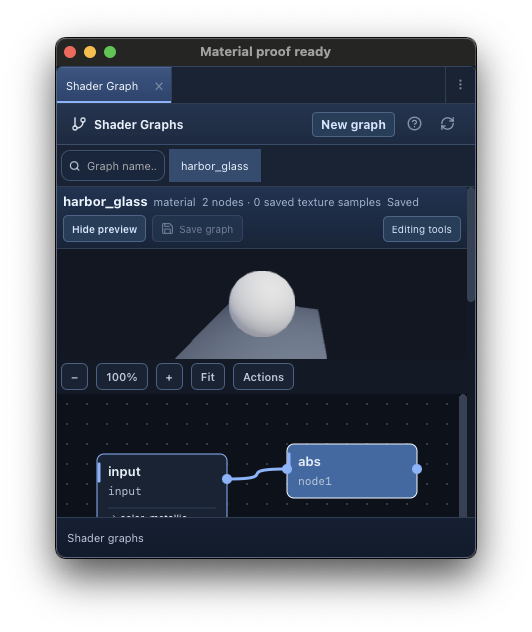 Material proof ready
Shader Graph
Shader Graphs
New graph
Graph name..
harbor_glass
harbor_glass material 2 nodes · 0 saved texture samples Saved
Hide preview
Save graph
Editing tools
− 100% + Fit Actions
input
input
abs
node1
Shader graphs